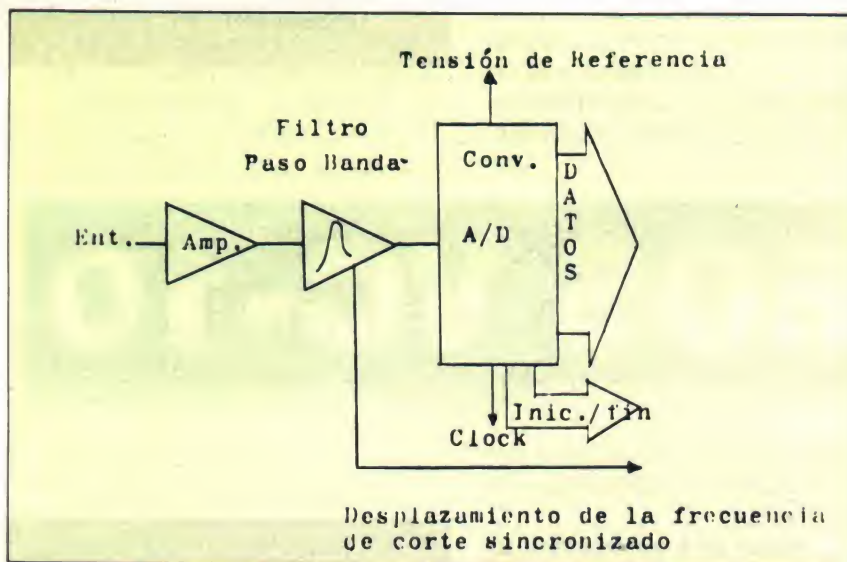 Tensión de Referencia
Filtro
Paso Banda
Conv.
A/D
DATOS
Ent.
Amp.
Inic./fin
Clock
Desplazamiento de la frecuencia
de corte sincronizado